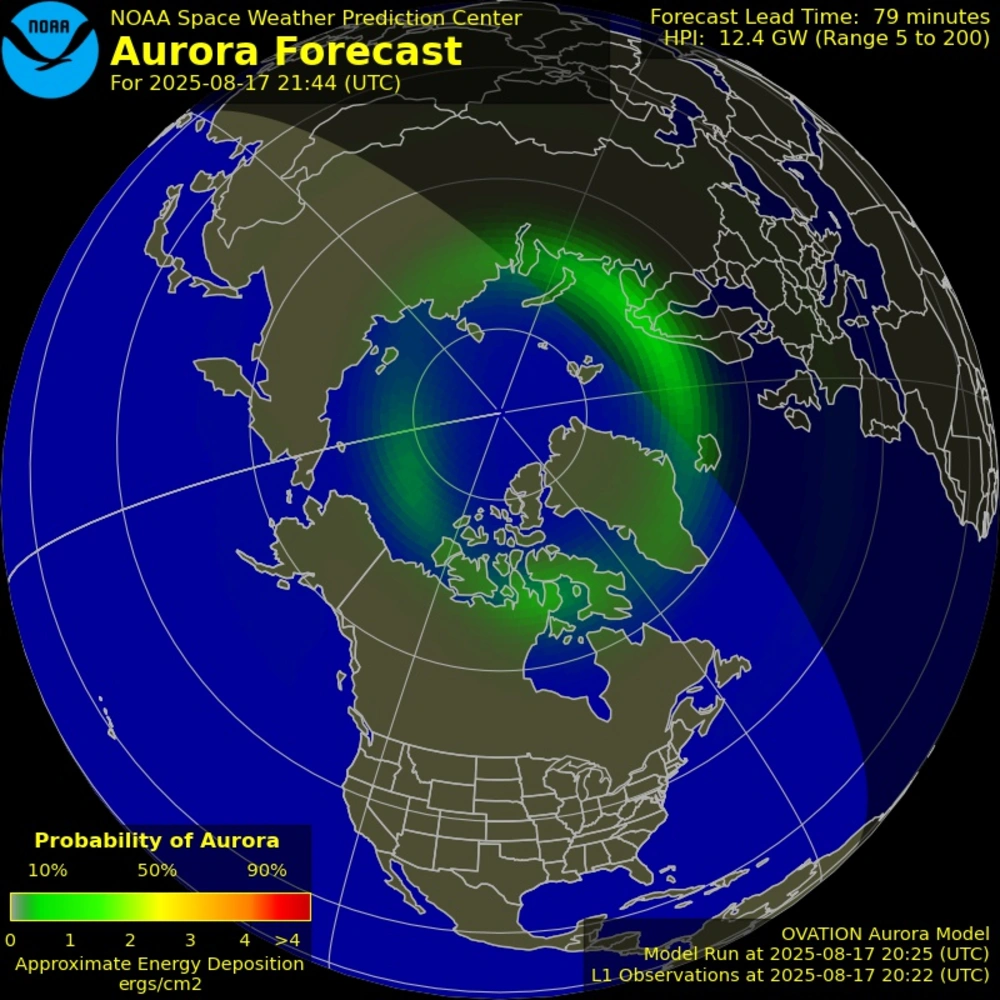 NOAA
NOAA Space Weather Prediction Center
Aurora Forecast
For 2025-08-17 21:44 (UTC)
Forecast Lead Time: 79 minutes
HPI: 12.4 GW (Range 5 to 200)
Probability of Aurora
10% 50% 90%
0 1 2 3 4 >4
Approximate Energy Deposition
ergs/cm2
OVATION Aurora Model
Model Run at 2025-08-17 20:25 (UTC)
L1 Observations at 2025-08-17 20:22 (UTC)